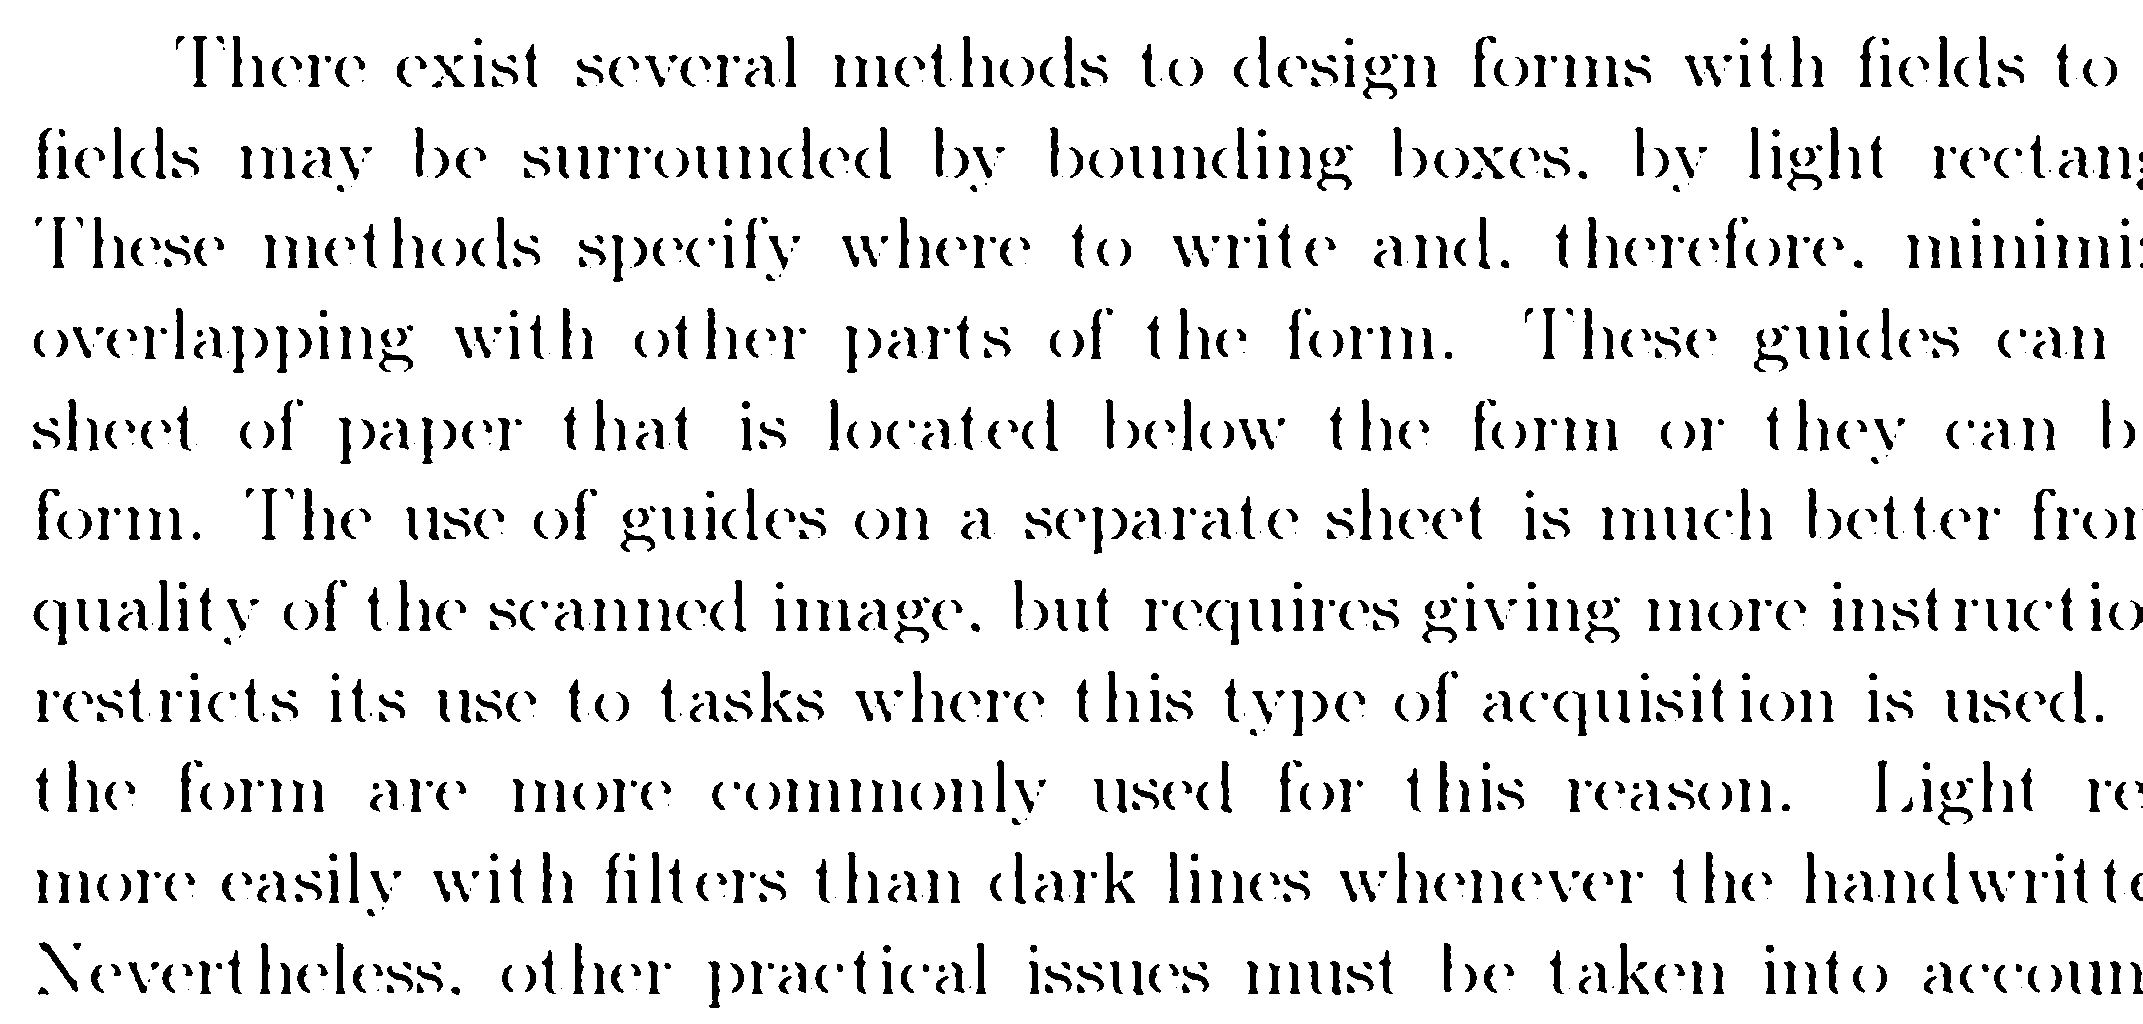 There exist several methods to design forms with fields to
fields may be surrounded by bounding boxes, by light rectang
These methods specify where to write and, therefore, minimi
overlapping with other parts of the form. These guides can
sheet of paper that is located below the form or they can b
form. The use of guides on a separate sheet is much better from
quality of the scanned image, but requires giving more instructio
restricts its use to tasks where this type of acquisition is used.
the form are more commonly used for this reason. Light re
more easily with filters than dark lines whenever the handwritte
Nevertheless, other practical issues must be taken into accoun